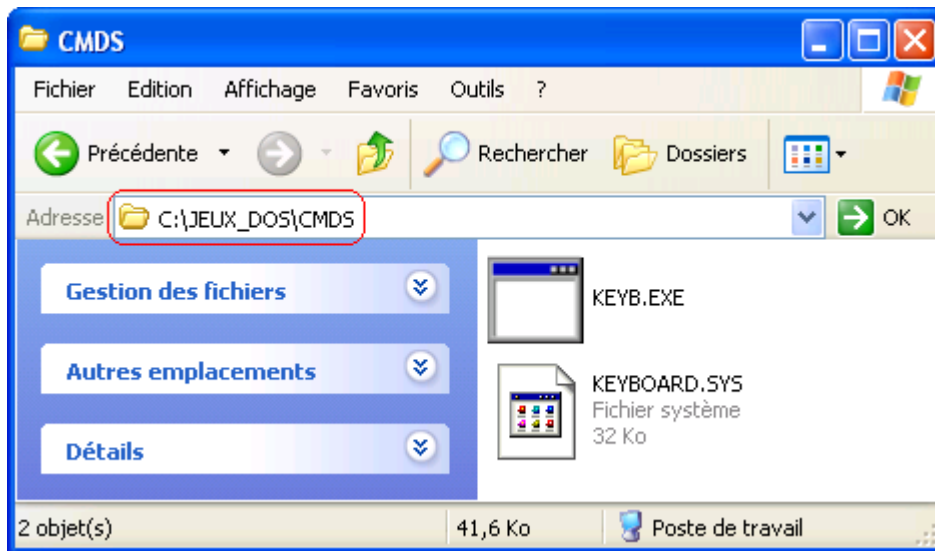 CMDS
Fichier Edition Affichage Favoris Outils ?
Précédente Rechercher Dossiers
Adresse C:\JEUX_DOS\CMDS OK
Gestion des fichiers
Autres emplacements
Détails
KEYB.EXE
KEYBOARD.SYS
Fichier système
32 Ko
2 objet(s) 41,6 Ko Poste de travail